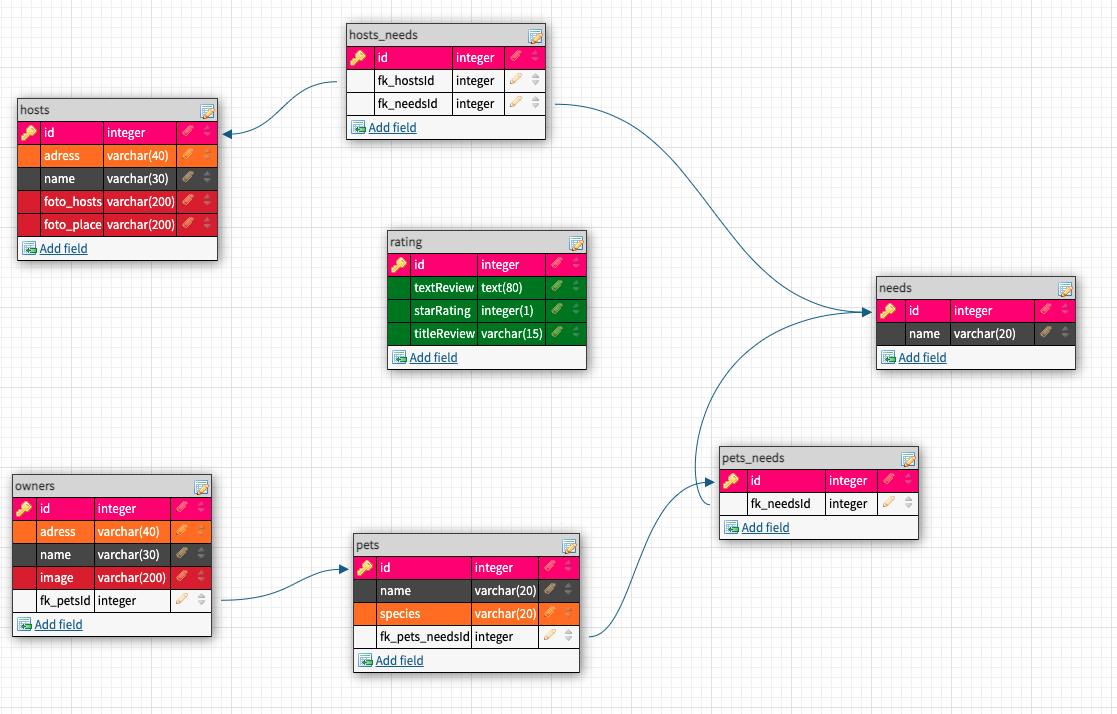 hosts_needs
id integer
fk_hostsId integer
fk_needsId integer
Add field
hosts
id integer
adress varchar(40)
name varchar(30)
foto_hosts varchar(200)
foto_place varchar(200)
Add field
rating
id integer
textReview text(80)
starRating integer(1)
titleReview varchar(15)
Add field
needs
id integer
name varchar(20)
Add field
pets_needs
id integer
fk_needsId integer
Add field
owners
id integer
adress varchar(40)
name varchar(30)
image varchar(200)
fk_petsId integer
Add field
pets
id integer
name varchar(20)
species varchar(20)
fk_pets_needsId integer
Add field